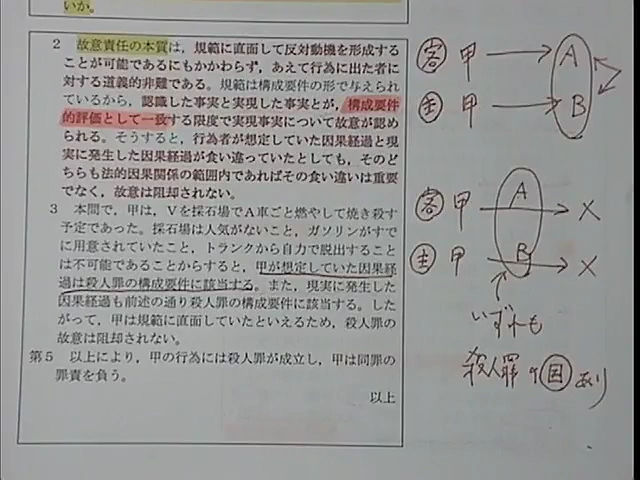 いか。
2 故意責任の本質は、規範に直面して反対動機を形成する
ことが可能であるにもかかわらず、あえて行為に出た者に
対する道義的非難である。規範は構成要件の形で与えられ
ているから、認識した事実と実現した事実とが、構成要件
的評価として一致する限度で実現事実について故意が認め
られる。そうすると、行為者が想定していた因果経過と現
実に発生した因果経過が食い違っていたとしても、そのど
ちらも法的因果関係の範囲内であればその食い違いは重要
でなく、故意は阻却されない。
3 本問で、甲は、Vを採石場でA車ごと燃やして焼き殺す
予定であった。採石場は人気がないこと、ガソリンがすで
に用意されていたこと、トランクから自力で脱出すること
は不可能であることからすると、甲が想定していた因果経
過は殺人罪の構成要件に該当する。また、現実に発生した
因果経過も前述の通り殺人罪の構成要件に該当する。した
がって、甲は規範に直面していたといえるため、殺人罪の
故意は阻却されない。
第5 以上により、甲の行為には殺人罪が成立し、甲は同罪の
罪責を負う。
以上
客 甲 → A
主 甲 → B
客 甲 A → ×
主 甲 B → ×
いずれも
殺人罪の因あり